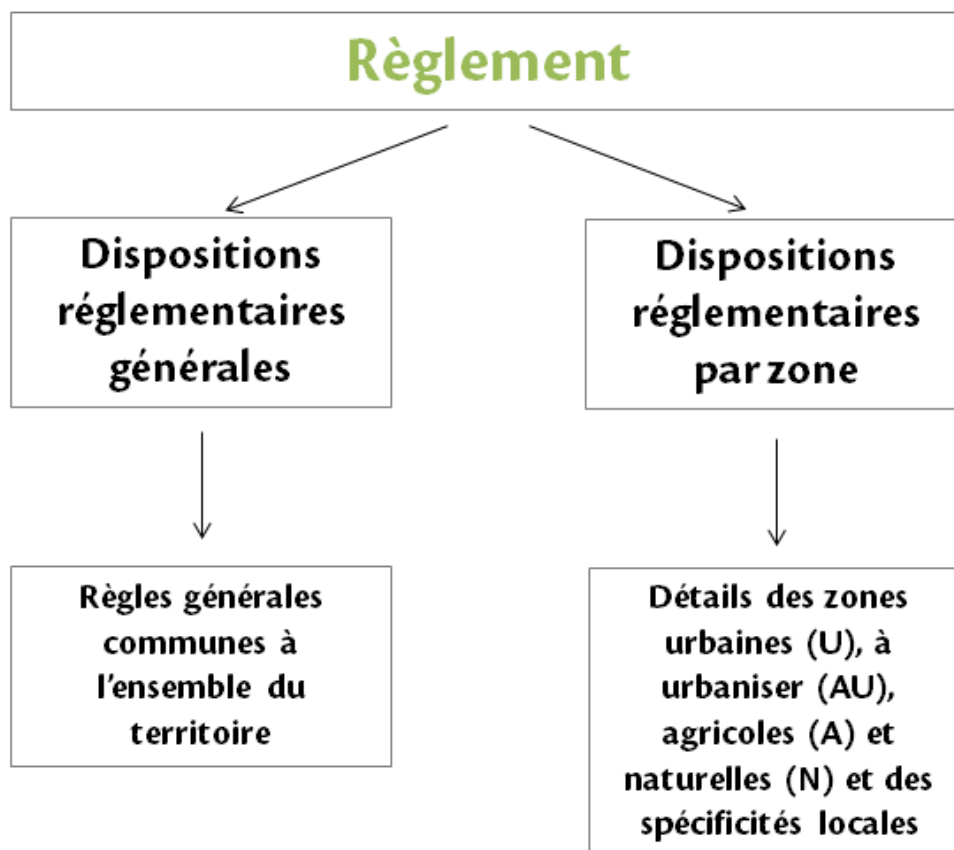 Règlement
Dispositions
réglementaires
générales
Dispositions
réglementaires
par zone
Règles générales
communes à
l'ensemble du
territoire
Détails des zones
urbaines (U), à
urbaniser (AU),
agricoles (A) et
naturelles (N) et des
spécificités locales